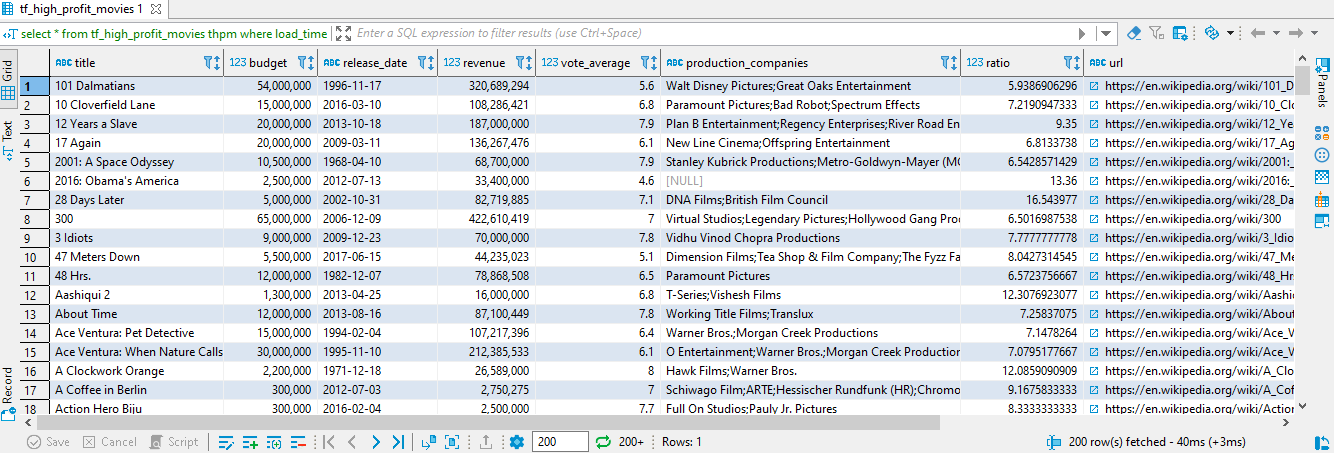 tf_high_profit_movies 1
select * from tf_high_profit_movies thpm where load_time Enter a SQL expression to filter results (use Ctrl+Space)
Grid
Text
Record
Panels
ABC title 123 budget ABC release_date 123 revenue 123 vote_average ABC production_companies 123 ratio ABC url
1 101 Dalmatians 54,000,000 1996-11-17 320,689,294 5.6 Walt Disney Pictures;Great Oaks Entertainment 5.9386906296 https://en.wikipedia.org/wiki/101_D
2 10 Cloverfield Lane 15,000,000 2016-03-10 108,286,421 6.8 Paramount Pictures;Bad Robot;Spectrum Effects 7.2190947333 https://en.wikipedia.org/wiki/10_Clo
3 12 Years a Slave 20,000,000 2013-10-18 187,000,000 7.9 Plan B Entertainment;Regency Enterprises;River Road En 9.35 https://en.wikipedia.org/wiki/12_Ye
4 17 Again 20,000,000 2009-03-11 136,267,476 6.1 New Line Cinema;Offspring Entertainment 6.8133738 https://en.wikipedia.org/wiki/17_Ag
5 2001: A Space Odyssey 10,500,000 1968-04-10 68,700,000 7.9 Stanley Kubrick Productions;Metro-Goldwyn-Mayer (MG 6.5428571429 https://en.wikipedia.org/wiki/2001:_
6 2016: Obama's America 2,500,000 2012-07-13 33,400,000 4.6 [NULL] 13.36 https://en.wikipedia.org/wiki/2016:_
7 28 Days Later 5,000,000 2002-10-31 82,719,885 7.1 DNA Films;British Film Council 16.543977 https://en.wikipedia.org/wiki/28_Da
8 300 65,000,000 2006-12-09 422,610,419 7 Virtual Studios;Legendary Pictures;Hollywood Gang Pro 6.5016987538 https://en.wikipedia.org/wiki/300
9 3 Idiots 9,000,000 2009-12-23 70,000,000 7.8 Vidhu Vinod Chopra Productions 7.7777777778 https://en.wikipedia.org/wiki/3_Idio
10 47 Meters Down 5,500,000 2017-06-15 44,235,023 5.1 Dimension Films;Tea Shop & Film Company;The Fyzz Fa 8.0427314545 https://en.wikipedia.org/wiki/47_Me
11 48 Hrs. 12,000,000 1982-12-07 78,868,508 6.5 Paramount Pictures 6.5723756667 https://en.wikipedia.org/wiki/48_Hr
12 Aashiqui 2 1,300,000 2013-04-25 16,000,000 6.8 T-Series;Vishesh Films 12.3076923077 https://en.wikipedia.org/wiki/Aashi
13 About Time 12,000,000 2013-08-16 87,100,449 7.8 Working Title Films;Translux 7.25837075 https://en.wikipedia.org/wiki/About
14 Ace Ventura: Pet Detective 15,000,000 1994-02-04 107,217,396 6.4 Warner Bros.;Morgan Creek Productions 7.1478264 https://en.wikipedia.org/wiki/Ace_V
15 Ace Ventura: When Nature Calls 30,000,000 1995-11-10 212,385,533 6.1 O Entertainment;Warner Bros.;Morgan Creek Production 7.0795177667 https://en.wikipedia.org/wiki/Ace_V
16 A Clockwork Orange 2,200,000 1971-12-18 26,589,000 8 Hawk Films;Warner Bros. 12.0859090909 https://en.wikipedia.org/wiki/A_Clo
17 A Coffee in Berlin 300,000 2012-07-03 2,750,275 7 Schiwago Film;ARTE;Hessischer Rundfunk (HR);Chromo 9.1675833333 https://en.wikipedia.org/wiki/A_Cof
18 Action Hero Biju 300,000 2016-02-04 2,500,000 7.7 Full On Studios;Pauly Jr. Pictures 8.3333333333 https://en.wikipedia.org/wiki/Action
Save Cancel Script 200 200+ Rows: 1 200 row(s) fetched - 40ms (+3ms)